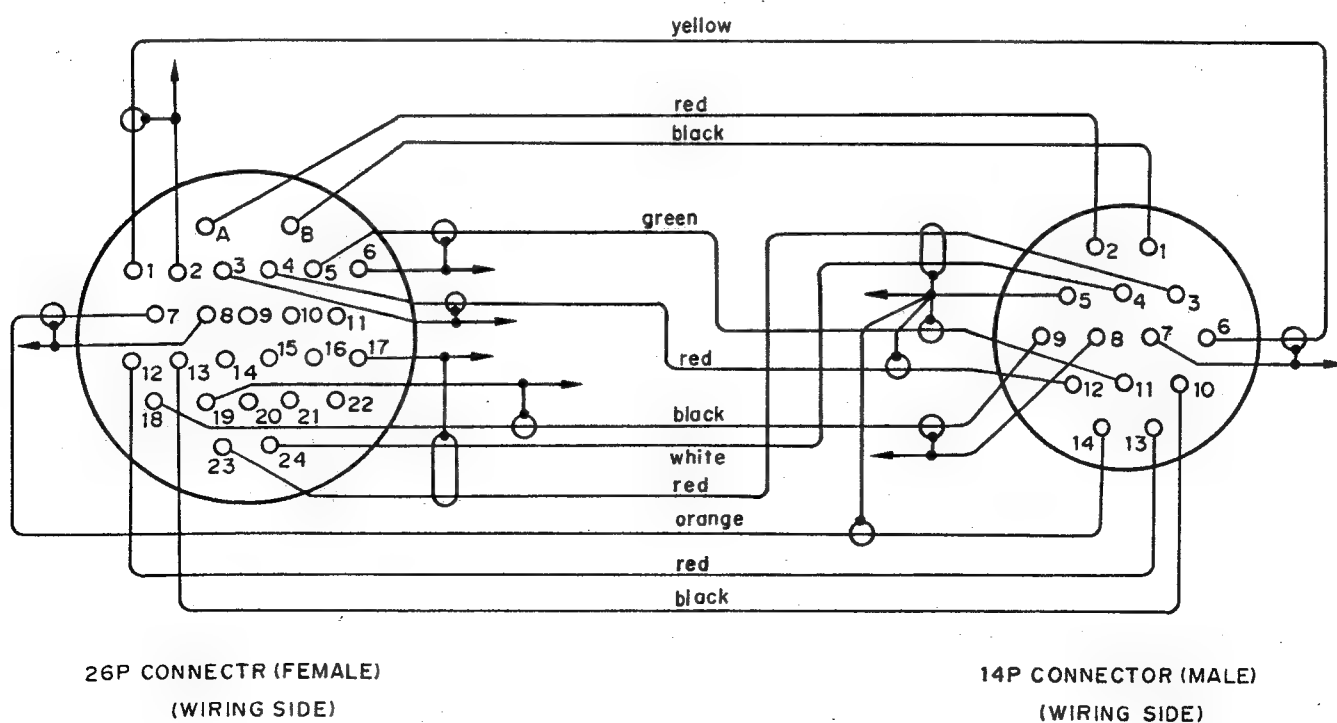 yellow
red
black
green
A B
1 2 3 4 5 6
7 8 9 10 11
12 13 14 15 16 17
18 19 20 21 22
23 24
2 1
5 4 3
9 8 7 6
12 11 10
14 13
red
black
white
red
orange
red
black
26P CONNECTR (FEMALE)
(WIRING SIDE)
14P CONNECTOR (MALE)
(WIRING SIDE)